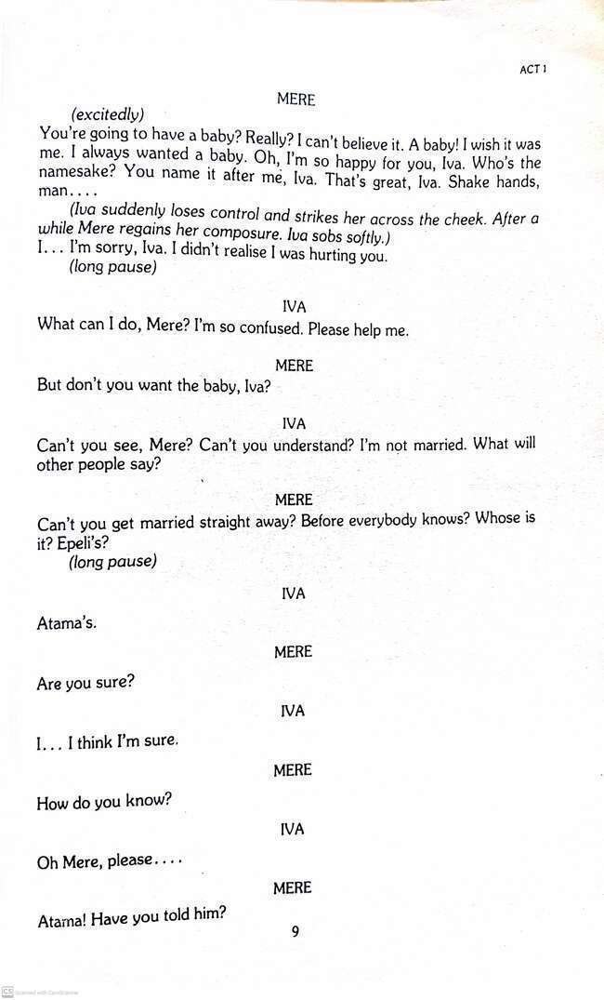 ACT 1
MERE
(excitedly)
You're going to have a baby? Really? I can't believe it. A baby! I wish it was
me. I always wanted a baby. Oh, I'm so happy for you, Iva. Who's the
namesake? You name it after me, Iva. That's great, Iva. Shake hands,
man....
(Iva suddenly loses control and strikes her across the cheek. After a
while Mere regains her composure. Iva sobs softly.)
I... I'm sorry, Iva. I didn't realise I was hurting you.
(long pause)
IVA
What can I do, Mere? I'm so confused. Please help me.
MERE
But don't you want the baby, Iva?
IVA
Can't you see, Mere? Can't you understand? I'm not married. What will
other people say?
MERE
Can't you get married straight away? Before everybody knows? Whose is
it? Epeli's?
(long pause)
IVA
Atama's.
MERE
Are you sure?
IVA
I... I think I'm sure.
MERE
How do you know?
IVA
Oh Mere, please....
MERE
Atama! Have you told him?
9
CS Scanned with CamScanner